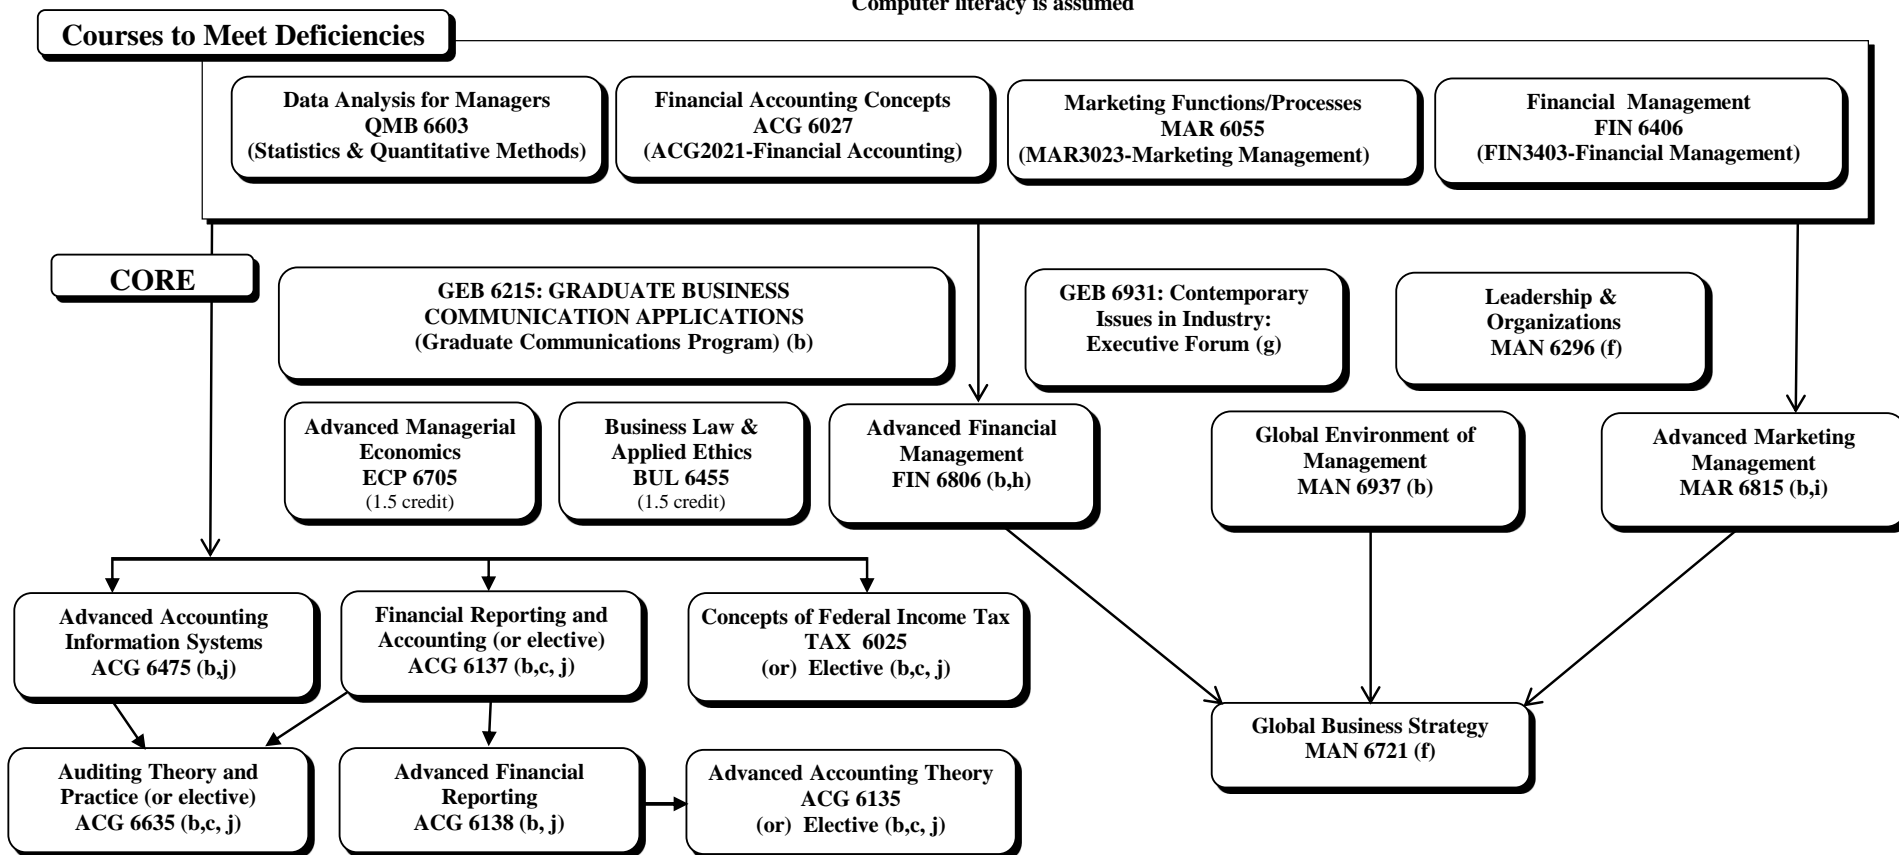 Computer literacy is assumed
Courses to Meet Deficiencies
Data Analysis for Managers
QMB 6603
(Statistics & Quantitative Methods)
Financial Accounting Concepts
ACG 6027
(ACG2021-Financial Accounting)
Marketing Functions/Processes
MAR 6055
(MAR3023-Marketing Management)
Financial Management
FIN 6406
(FIN3403-Financial Management)
CORE
GEB 6215: GRADUATE BUSINESS
COMMUNICATION APPLICATIONS
(Graduate Communications Program) (b)
GEB 6931: Contemporary
Issues in Industry:
Executive Forum (g)
Leadership &
Organizations
MAN 6296 (f)
Advanced Managerial
Economics
ECP 6705
(1.5 credit)
Business Law &
Applied Ethics
BUL 6455
(1.5 credit)
Advanced Financial
Management
FIN 6806 (b,h)
Global Environment of
Management
MAN 6937 (b)
Advanced Marketing
Management
MAR 6815 (b,i)
Advanced Accounting
Information Systems
ACG 6475 (b,j)
Financial Reporting and
Accounting (or elective)
ACG 6137 (b,c, j)
Concepts of Federal Income Tax
TAX 6025
(or) Elective (b,c, j)
Global Business Strategy
MAN 6721 (f)
Auditing Theory and
Practice (or elective)
ACG 6635 (b,c, j)
Advanced Financial
Reporting
ACG 6138 (b, j)
Advanced Accounting Theory
ACG 6135
(or) Elective (b,c, j)